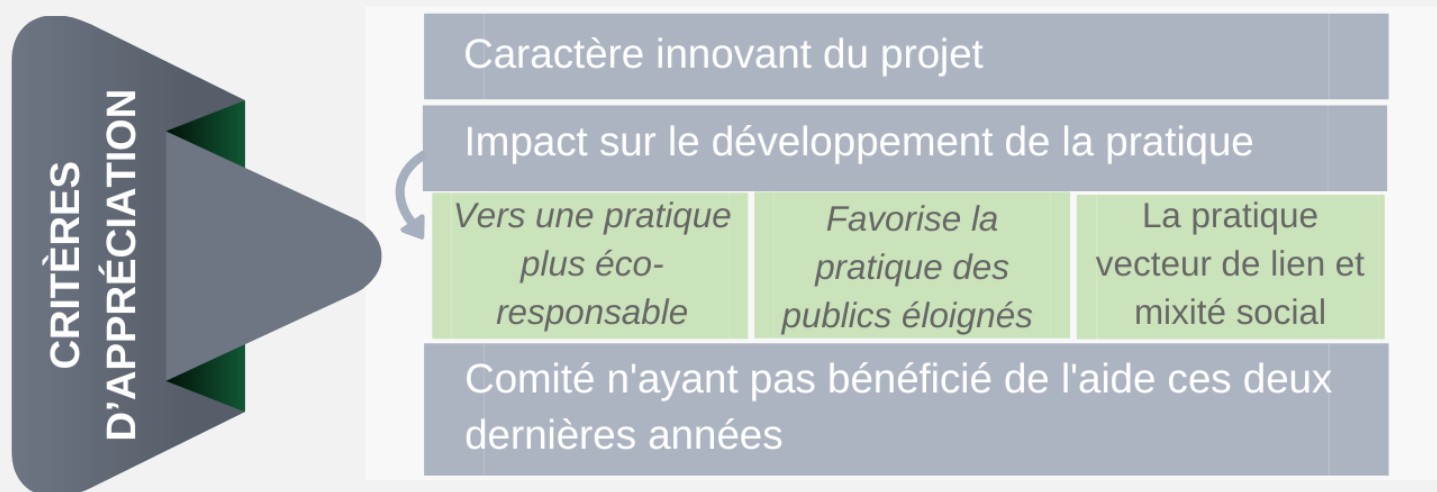 CRITÈRES
D’APPRÉCIATION
Caractère innovant du projet
Impact sur le développement de la pratique
Vers une pratique
plus éco-
responsable
Favorise la
pratique des
publics éloignés
La pratique
vecteur de lien et
mixité social
Comité n'ayant pas bénéficié de l'aide ces deux
dernières années